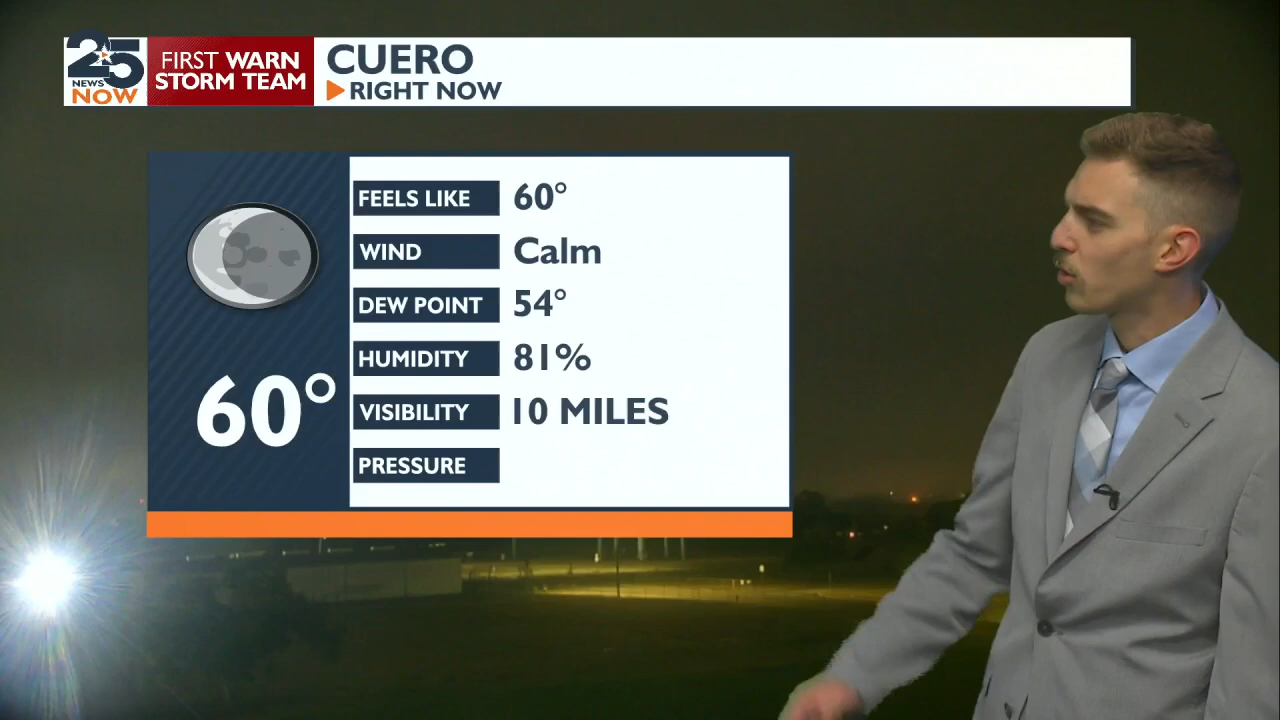 25
NEWS
NOW
FIRST WARN
STORM TEAM
CUERO
RIGHT NOW
60°
FEELS LIKE 60°
WIND Calm
DEW POINT 54°
HUMIDITY 81%
VISIBILITY 10 MILES
PRESSURE